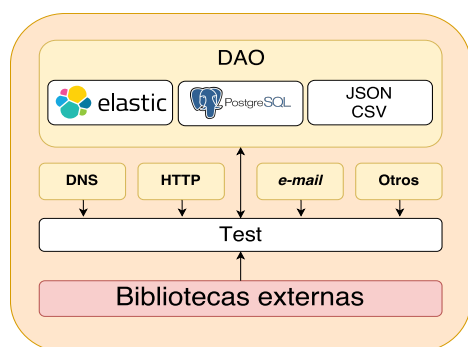 DAO
elastic
PostgreSQL
JSON
CSV
DNS
HTTP
e-mail
Otros
Test
Bibliotecas externas